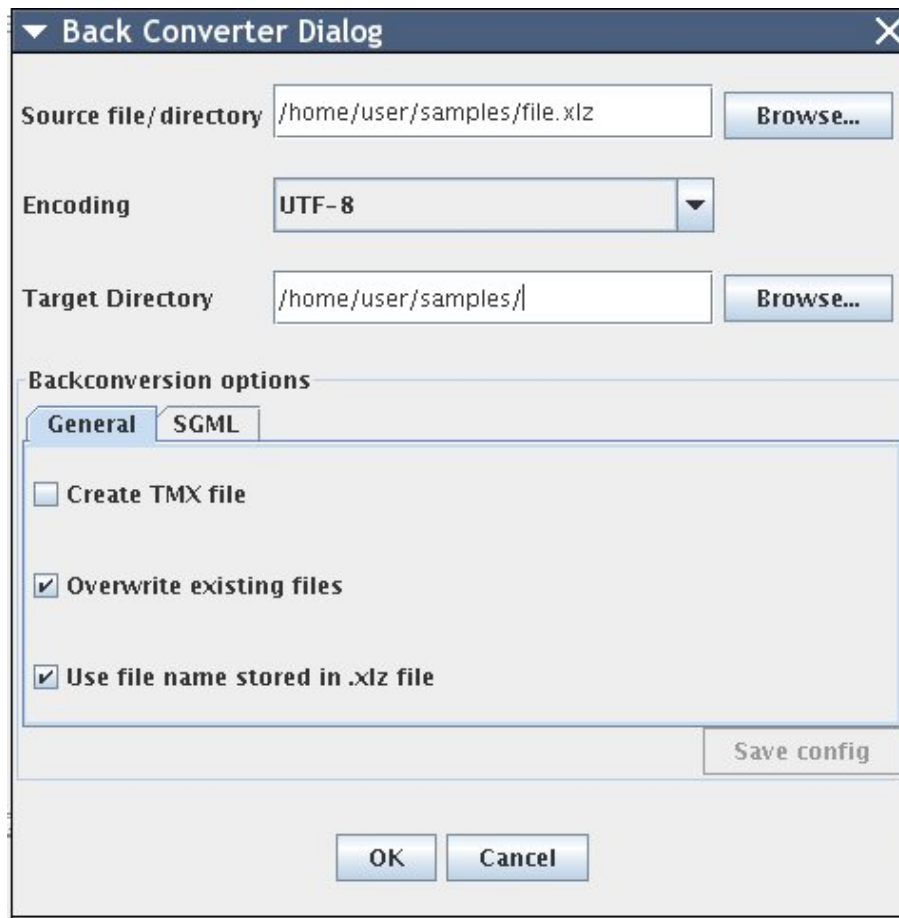 Back Converter Dialog
Source file/directory /home/user/samples/file.xlz Browse...
Encoding UTF-8
Target Directory /home/user/samples/ Browse...
Backconversion options
General SGML
Create TMX file
Overwrite existing files
Use file name stored in .xlz file
Save config
OK Cancel